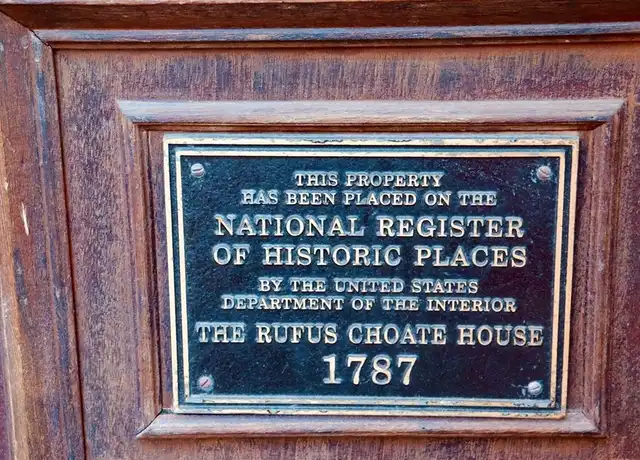 THIS PROPERTY
HAS BEEN PLACED ON THE
NATIONAL REGISTER
OF HISTORIC PLACES
BY THE UNITED STATES
DEPARTMENT OF THE INTERIOR
THE RUFUS CHOATE HOUSE
1787